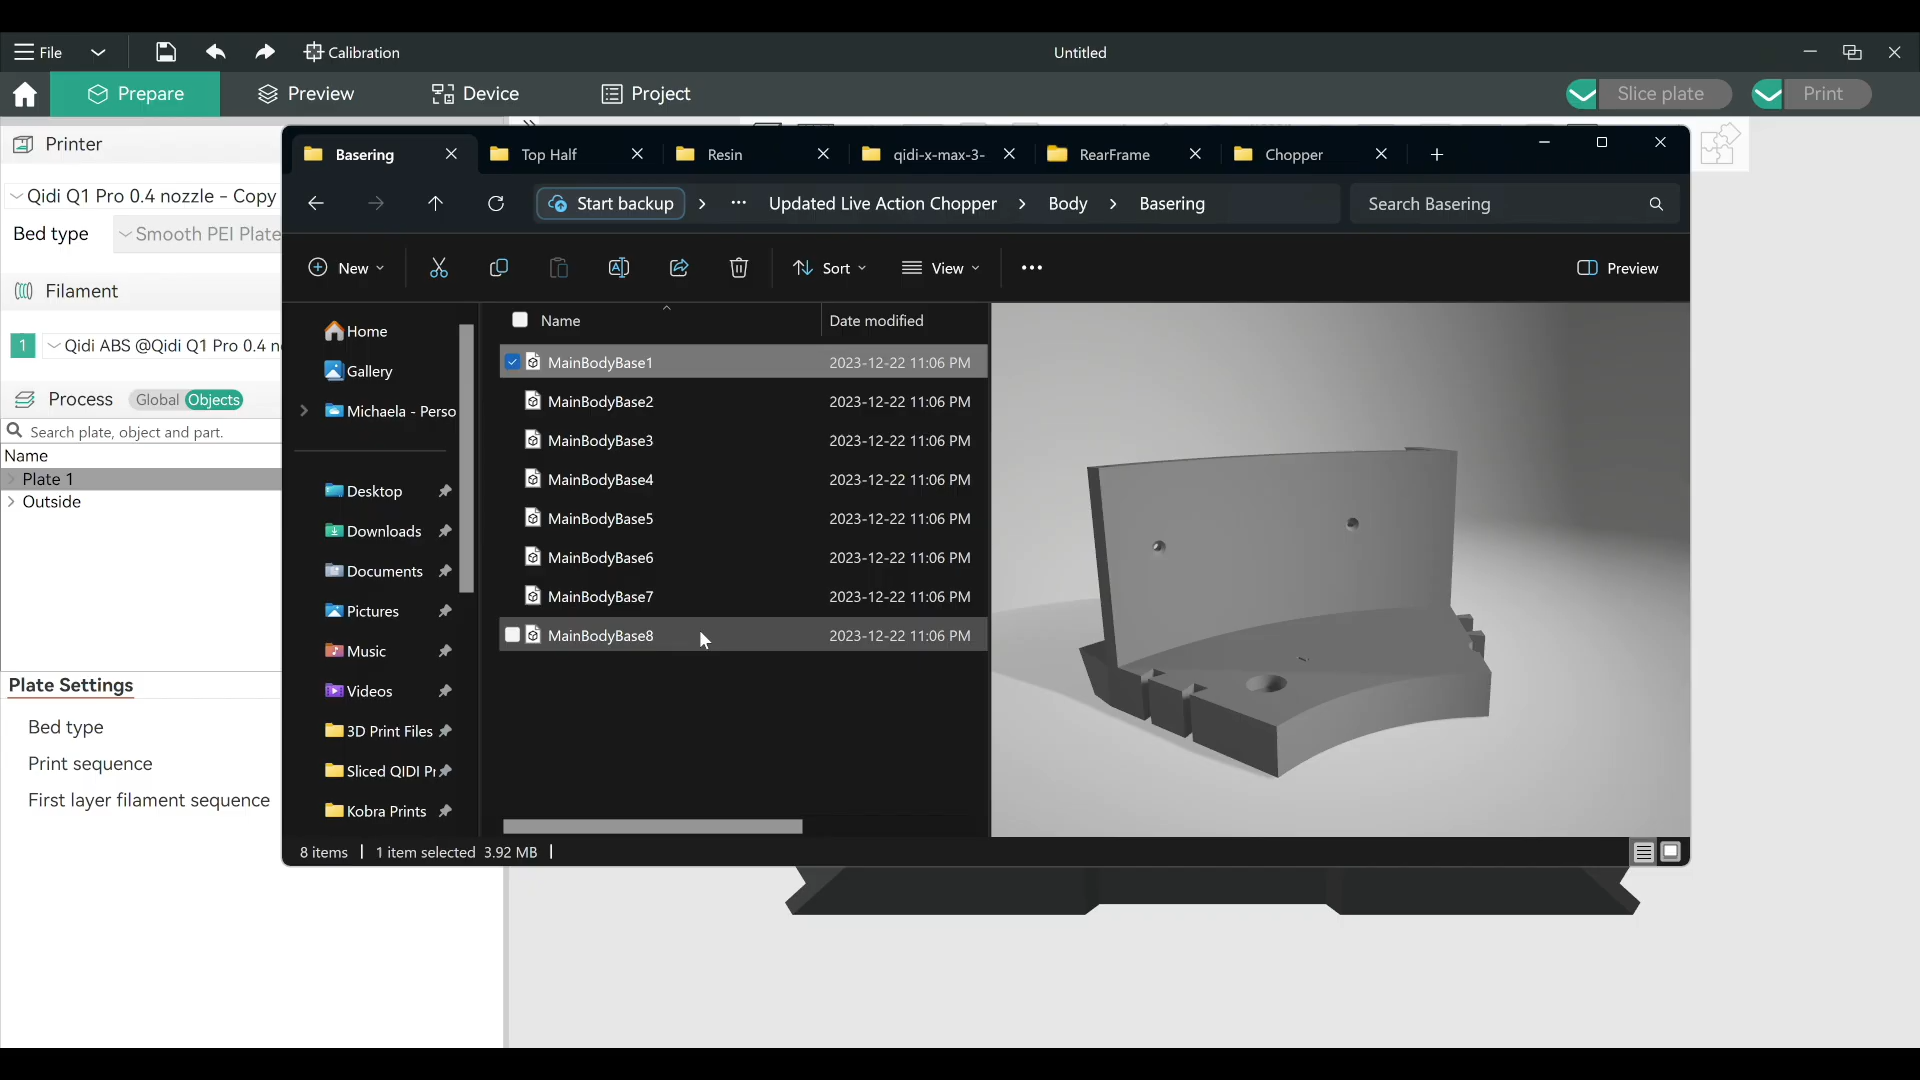 File
Calibration
Untitled
Prepare
Preview
Device
Project
Slice plate
Print
Printer
Qidi Q1 Pro 0.4 nozzle - Copy
Bed type
Smooth PEI Plate
Filament
1
Qidi ABS @Qidi Q1 Pro 0.4 n
Process
Global
Objects
Search plate, object and part.
Name
Plate 1
Outside
Plate Settings
Bed type
Print sequence
First layer filament sequence
Basering
Top Half
Resin
qidi-x-max-3-
RearFrame
Chopper
Start backup
Updated Live Action Chopper
Body
Basering
Search Basering
New
Sort
View
Preview
Home
Gallery
Michaela - Perso
Desktop
Downloads
Documents
Pictures
Music
Videos
3D Print Files
Sliced QIDI Pr
Kobra Prints
Name Date modified
MainBodyBase1 2023-12-22 11:06 PM
MainBodyBase2 2023-12-22 11:06 PM
MainBodyBase3 2023-12-22 11:06 PM
MainBodyBase4 2023-12-22 11:06 PM
MainBodyBase5 2023-12-22 11:06 PM
MainBodyBase6 2023-12-22 11:06 PM
MainBodyBase7 2023-12-22 11:06 PM
MainBodyBase8 2023-12-22 11:06 PM
8 items
1 item selected 3.92 MB